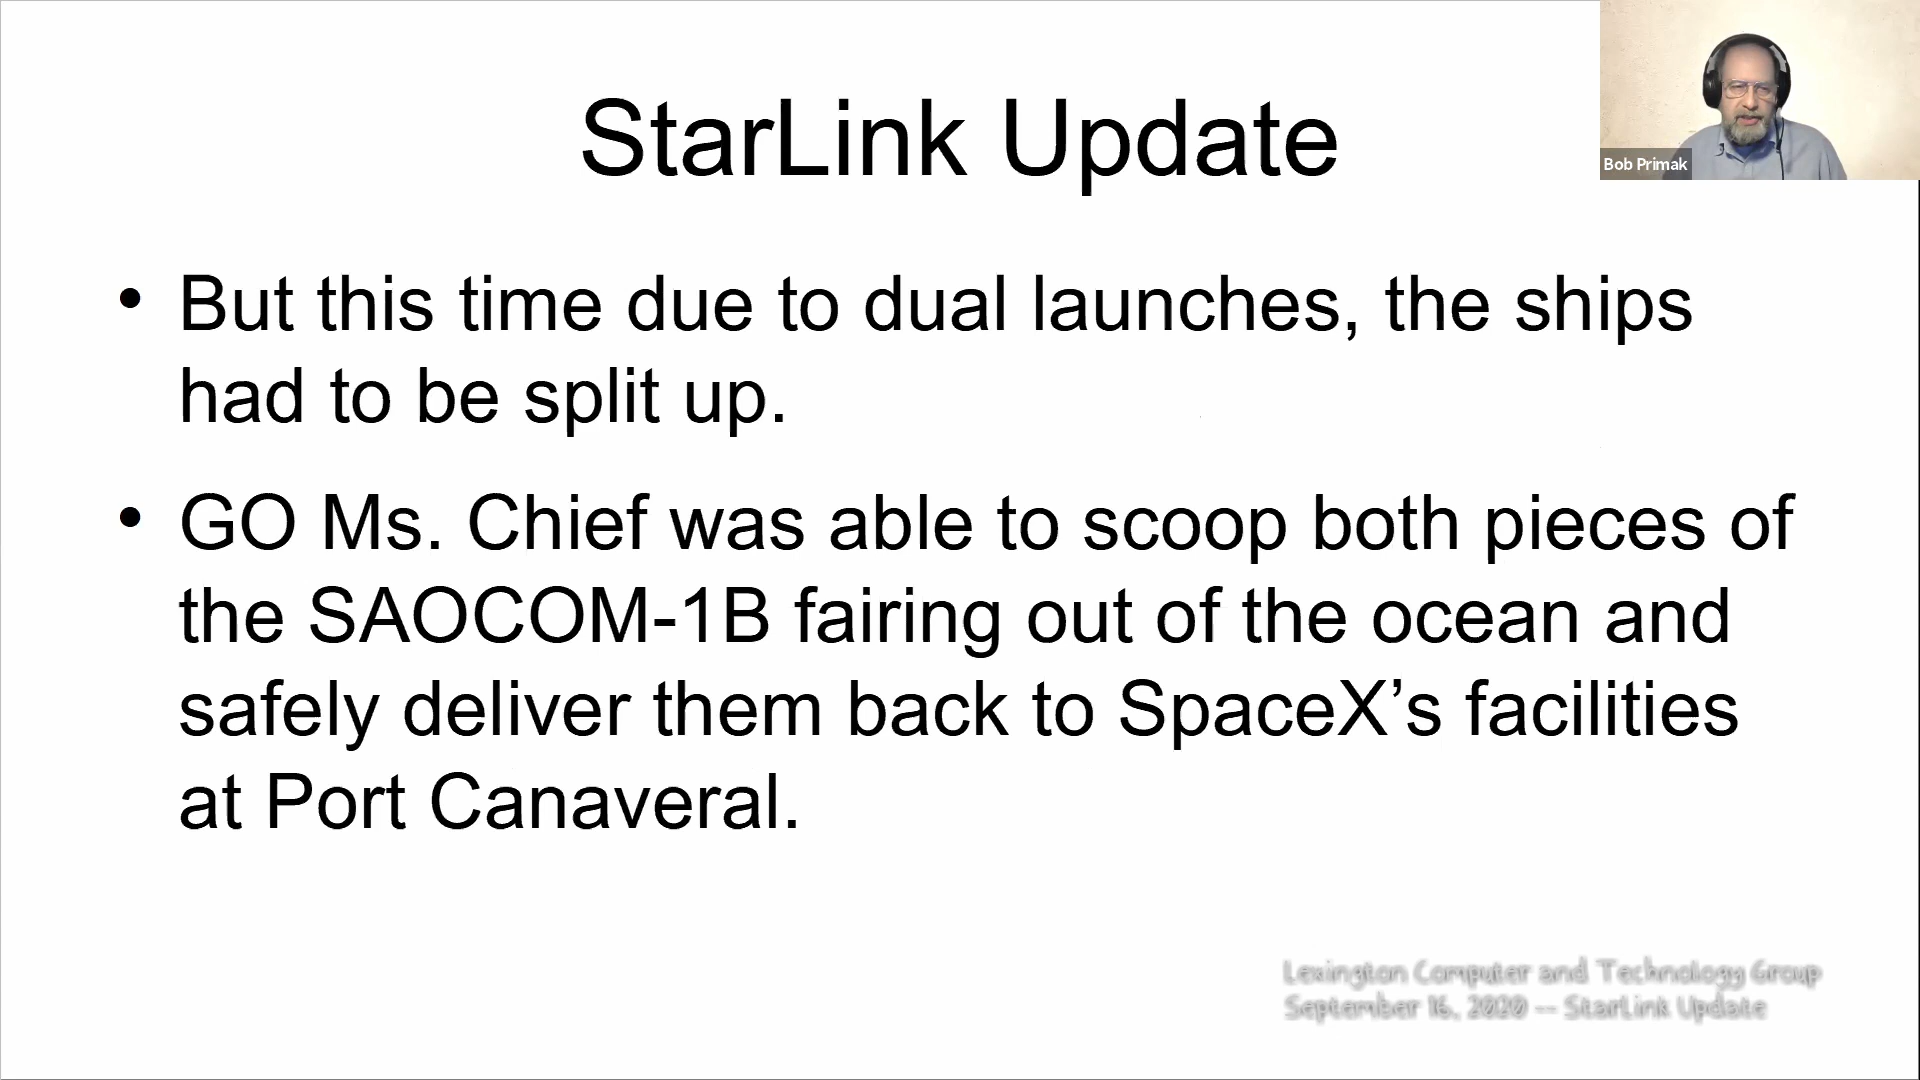 StarLink Update
Bob Primak
• But this time due to dual launches, the ships
had to be split up.
• GO Ms. Chief was able to scoop both pieces of
the SAOCOM-1B fairing out of the ocean and
safely deliver them back to SpaceX’s facilities
at Port Canaveral.
Lexington Computer and Technology Group
September 16, 2020 -- StarLink Update